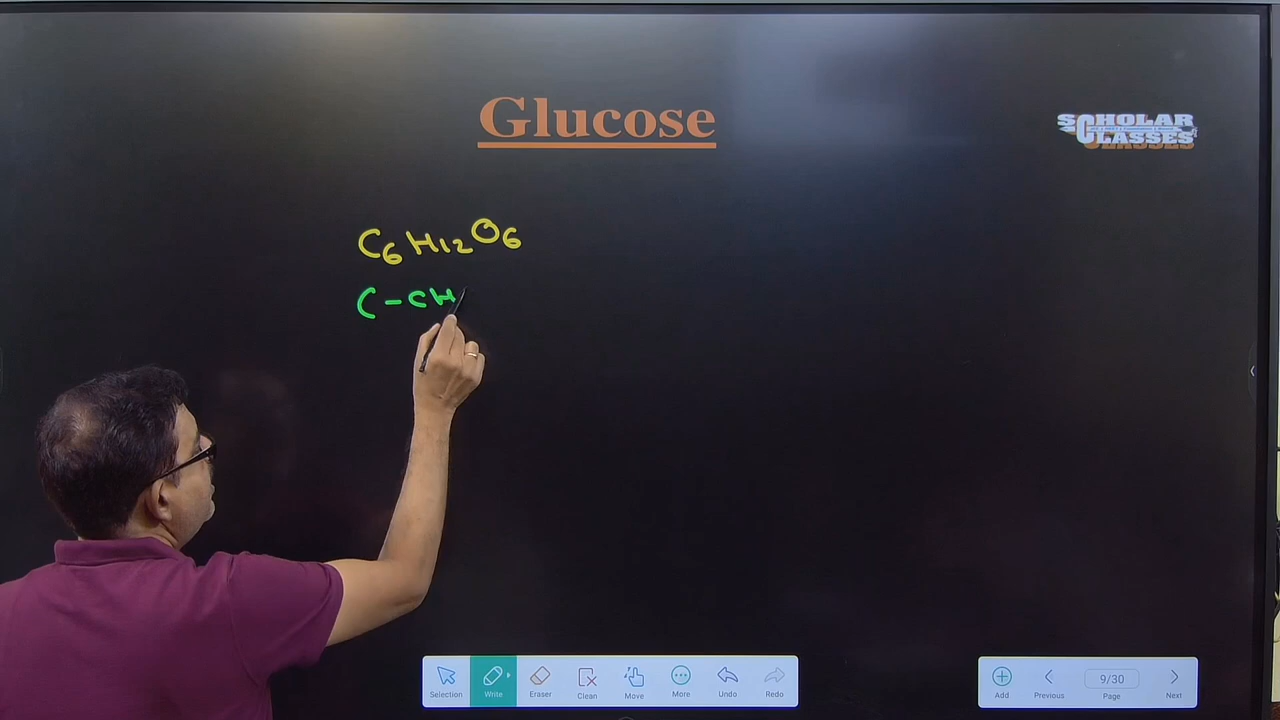 Glucose
SCHOLAR
CLASSES
C6H12O6
C-CH
Selection
Write
Eraser
Clean
Move
More
Undo
Redo
Add
Previous
9/30
Page
Next